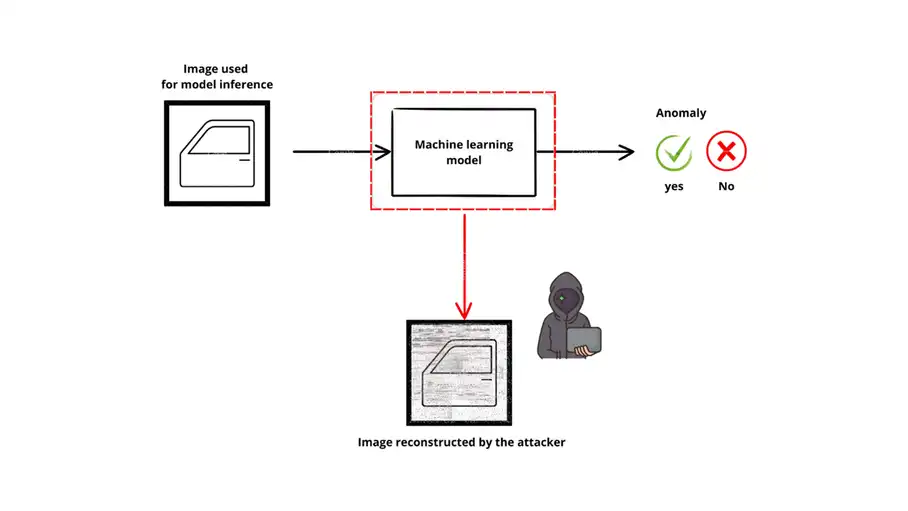 Image used
for model inference
Machine learning
model
Anomaly
yes
No
Image reconstructed by the attacker